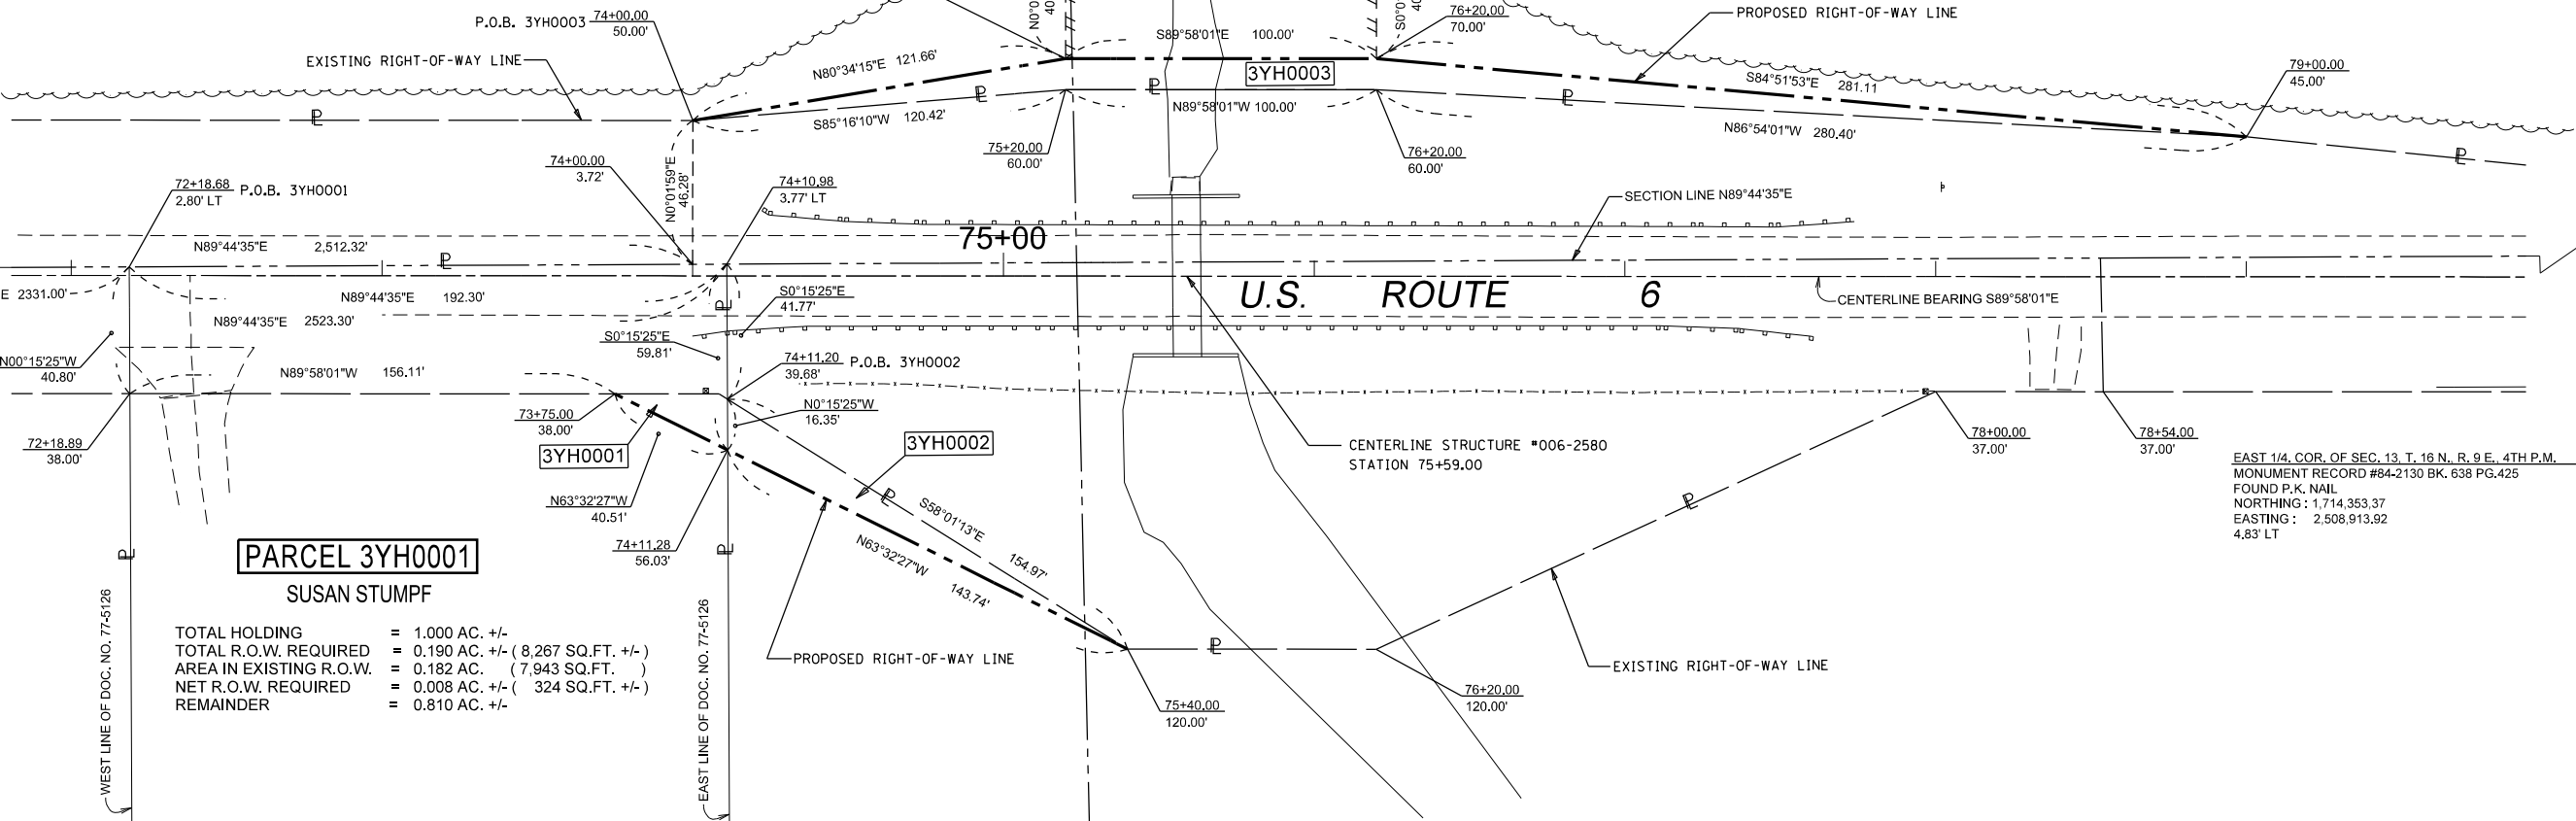 P.O.B. 3YH0003
74+00.00
50.00'
EXISTING RIGHT-OF-WAY LINE
N80°34'15"E 121.66'
S85°16'10"W 120.42'
S89°58'01"E 100.00'
3YH0003
N89°58'01"W 100.00'
76+20.00
70.00'
PROPOSED RIGHT-OF-WAY LINE
S84°51'53"E 281.11
N86°54'01"W 280.40'
79+00.00
45.00'
75+20.00
60.00'
76+20.00
60.00'
74+00.00
3.72'
N0°01'59"E
46.28'
72+18.68 P.O.B. 3YH0001
2.80' LT
74+10.98
3.77' LT
SECTION LINE N89°44'35"E
N89°44'35"E 2,512.32'
75+00
E 2331.00'
N89°44'35"E 192.30'
N89°44'35"E 2523.30'
S0°15'25"E
41.77'
U.S. ROUTE 6
CENTERLINE BEARING S89°58'01"E
S0°15'25"E
59.81'
N00°15'25"W
40.80'
N89°58'01"W 156.11'
74+11.20 P.O.B. 3YH0002
39.68'
N0°15'25"W
16.35'
73+75.00
38.00'
3YH0001
3YH0002
72+18.89
38.00'
CENTERLINE STRUCTURE #006-2580
STATION 75+59.00
78+00.00
37.00'
78+54.00
37.00'
EAST 1/4, COR. OF SEC. 13, T. 16 N., R. 9 E., 4TH P.M.
MONUMENT RECORD #84-2130 BK. 638 PG.425
FOUND P.K. NAIL
NORTHING : 1,714,353,37
EASTING : 2,508,913.92
4.83' LT
N63°32'27"W
40.51'
S58°01'13"E 154.97'
N63°32'27"W 143.74'
74+11.28
56.03'
PARCEL 3YH0001
SUSAN STUMPF
TOTAL HOLDING = 1.000 AC. +/-
TOTAL R.O.W. REQUIRED = 0.190 AC. +/- ( 8,267 SQ.FT. +/- )
AREA IN EXISTING R.O.W. = 0.182 AC. ( 7,943 SQ.FT. )
NET R.O.W. REQUIRED = 0.008 AC. +/- ( 324 SQ.FT. +/- )
REMAINDER = 0.810 AC. +/-
WEST LINE OF DOC. NO. 77-5126
EAST LINE OF DOC. NO. 77-5126
PROPOSED RIGHT-OF-WAY LINE
EXISTING RIGHT-OF-WAY LINE
75+40.00
120.00'
76+20.00
120.00'